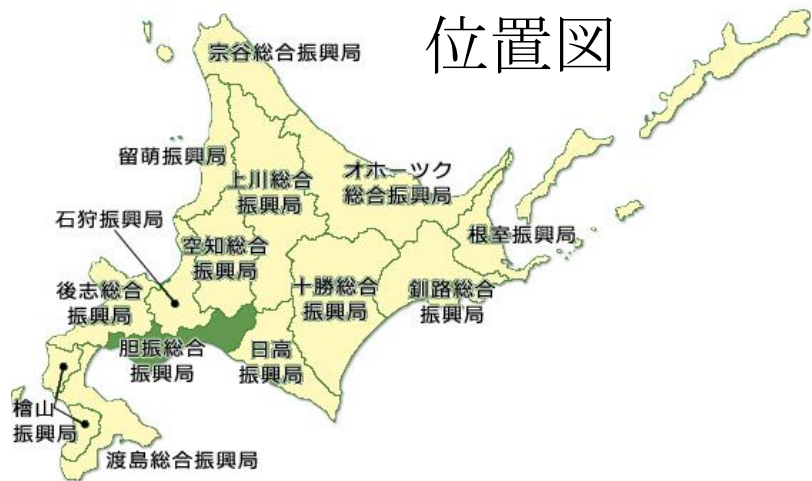 位置図
宗谷総合振興局
留萌振興局
上川総合
振興局
オホーツク
総合振興局
石狩振興局
空知総合
振興局
根室振興局
後志総合
振興局
十勝総合
振興局
釧路総合
振興局
胆振総合
振興局
日高
振興局
檜山
振興局
渡島総合振興局